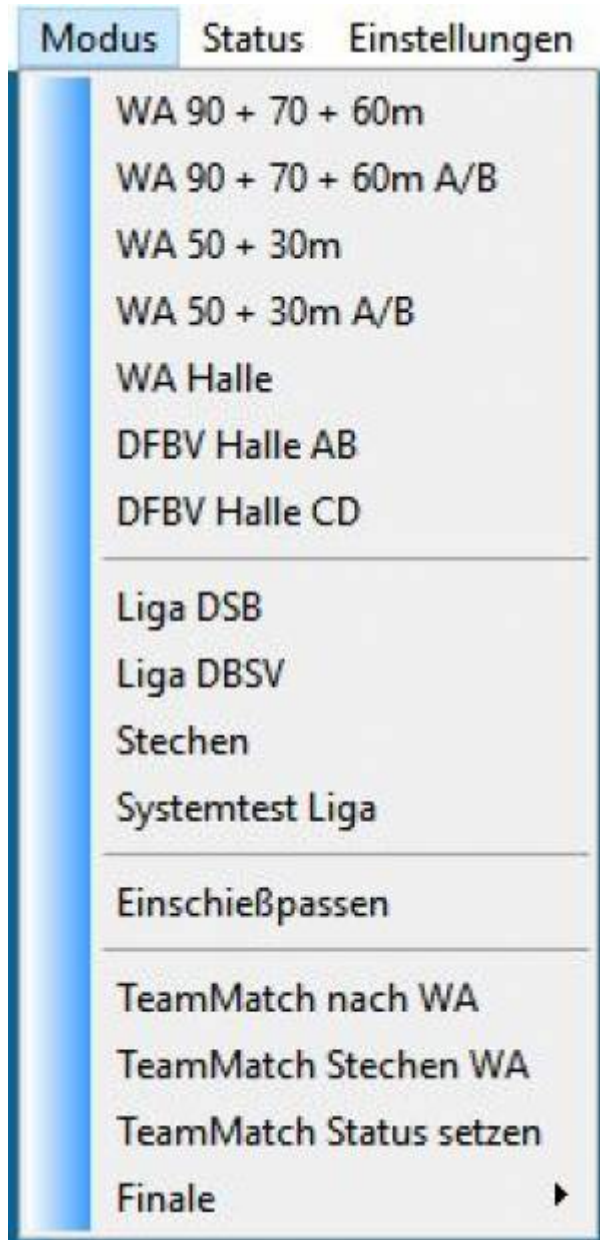 Modus Status Einstellungen
WA 90 + 70 + 60m
WA 90 + 70 + 60m A/B
WA 50 + 30m
WA 50 + 30m A/B
WA Halle
DFBV Halle AB
DFBV Halle CD
Liga DSB
Liga DBSV
Stechen
Systemtest Liga
Einschießpassen
TeamMatch nach WA
TeamMatch Stechen WA
TeamMatch Status setzen
Finale